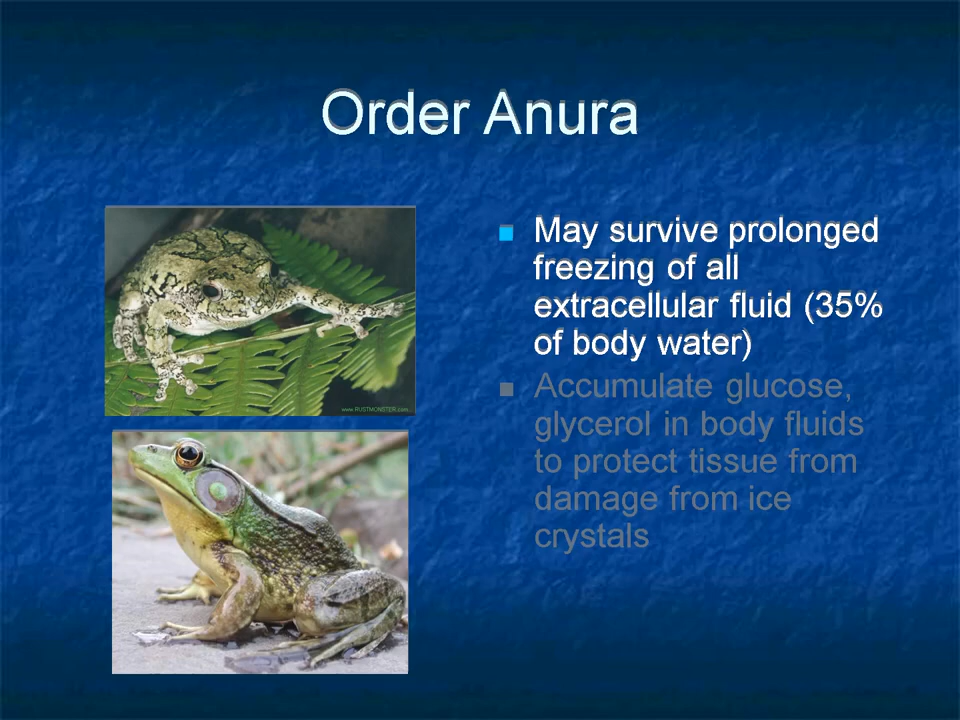 Order Anura
May survive prolonged
freezing of all
extracellular fluid (35%
of body water)
Accumulate glucose,
glycerol in body fluids
to protect tissue from
damage from ice
crystals
www.RUSTMONSTER.com